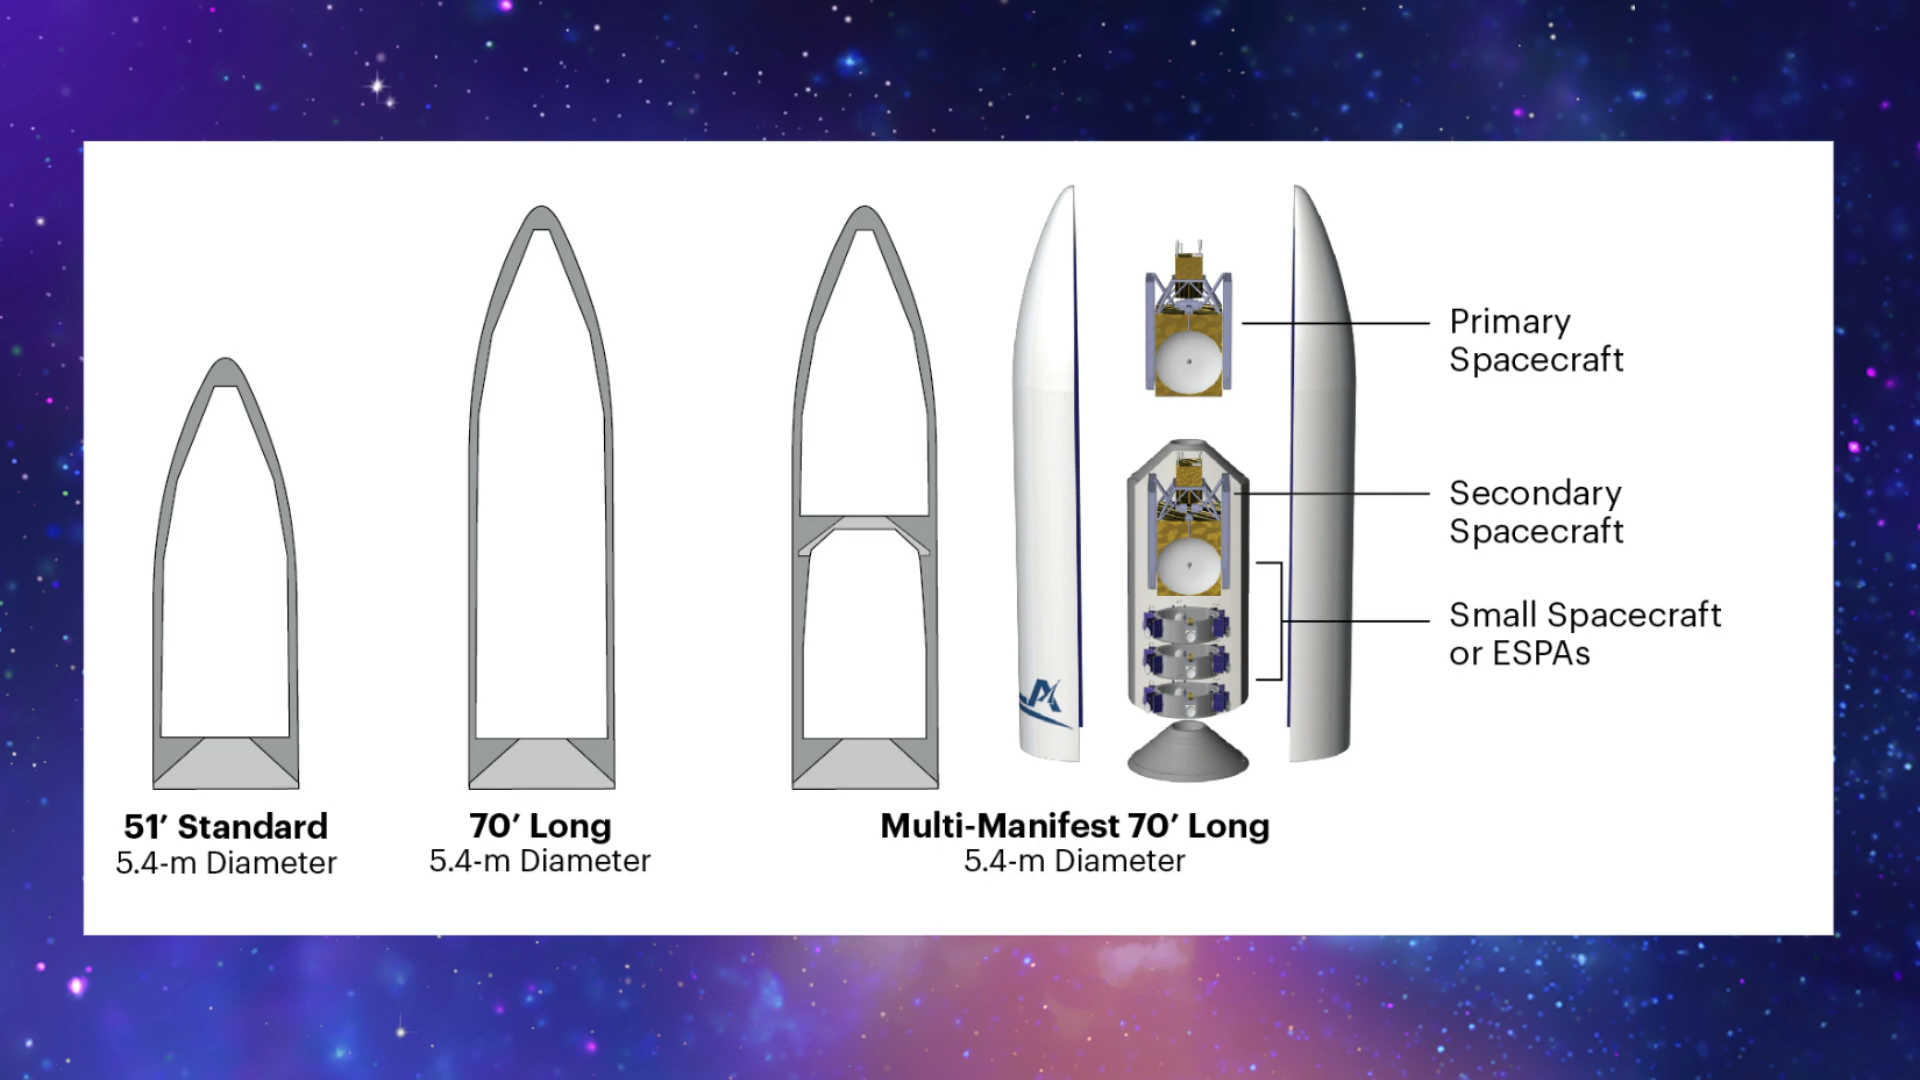 Primary
Spacecraft
Secondary
Spacecraft
Small Spacecraft
or ESPAs
51′ Standard
5.4-m Diameter
70′ Long
5.4-m Diameter
Multi-Manifest 70′ Long
5.4-m Diameter